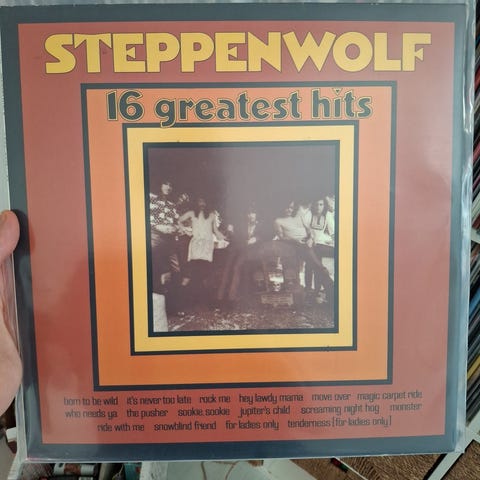 STEPPENWOLF
16 greatest hits
born to be wild it's never too late rock me hey lawdy mama move over magic carpet ride
who needs ya the pusher sookie, sookie jupiter's child screaming night hog monster
ride with me snowblind friend for ladies only tenderness [for ladies only]